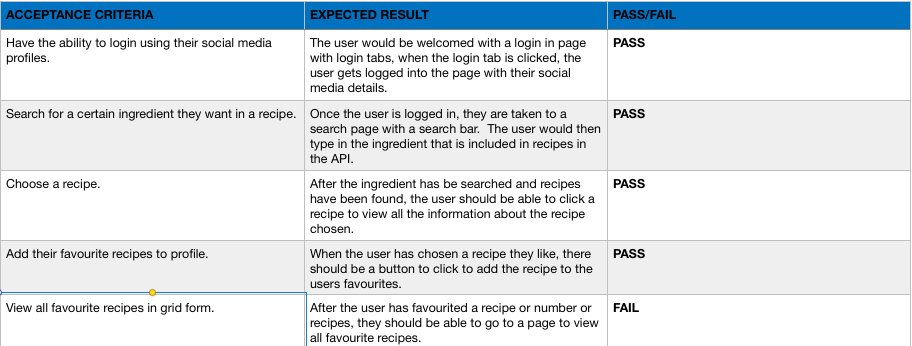 ACCEPTANCE CRITERIA EXPECTED RESULT PASS/FAIL
Have the ability to login using their social media
profiles.
The user would be welcomed with a login in page
with login tabs, when the login tab is clicked, the
user gets logged into the page with their social
media details.
PASS
Search for a certain ingredient they want in a recipe.
Once the user is logged in, they are taken to a
search page with a search bar.  The user would then
type in the ingredient that is included in recipes in
the API.
PASS
Choose a recipe.
After the ingredient has be searched and recipes
have been found, the user should be able to click a
recipe to view all the information about the recipe
chosen.
PASS
Add their favourite recipes to profile.
When the user has chosen a recipe they like, there
should be a button to click to add the recipe to the
users favourites.
PASS
View all favourite recipes in grid form.
After the user has favourited a recipe or number or
recipes, they should be able to go to a page to view
all favourite recipes.
FAIL